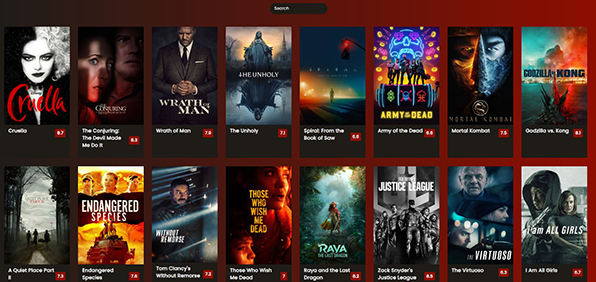 Search
Cruella
THE CONJURING
WRATH OF
MAN
THE UNHOLY
SPIRAL
ARMY OF THE DEAD
MORTAL KOMBAT
GODZILLA KONG
Cruella
8.7
The Conjuring:
The Devil Made
Me Do It
8.3
Wrath of Man
7.9
The Unholy
7.1
Spiral: From the
Book of Saw
6.6
Army of the Dead
6.6
Mortal Kombat
7.5
Godzilla vs. Kong
8.1
ENDANGERED
SPECIES
WITHOUT
REMORSE
THOSE
WHO
WISH
ME
DEAD
RAYA
THE LAST DRAGON
JUSTICE LEAGUE
THE VIRTUOSO
I am ALL GIRLS
A Quiet Place Part
II
7.3
Endangered
Species
7.6
Tom Clancy's
Without Remorse
7.2
Those Who Wish
Me Dead
7
Raya and the Last
Dragon
8.2
Zack Snyder's
Justice League
8.5
The Virtuoso
6.3
I Am All Girls
6.7